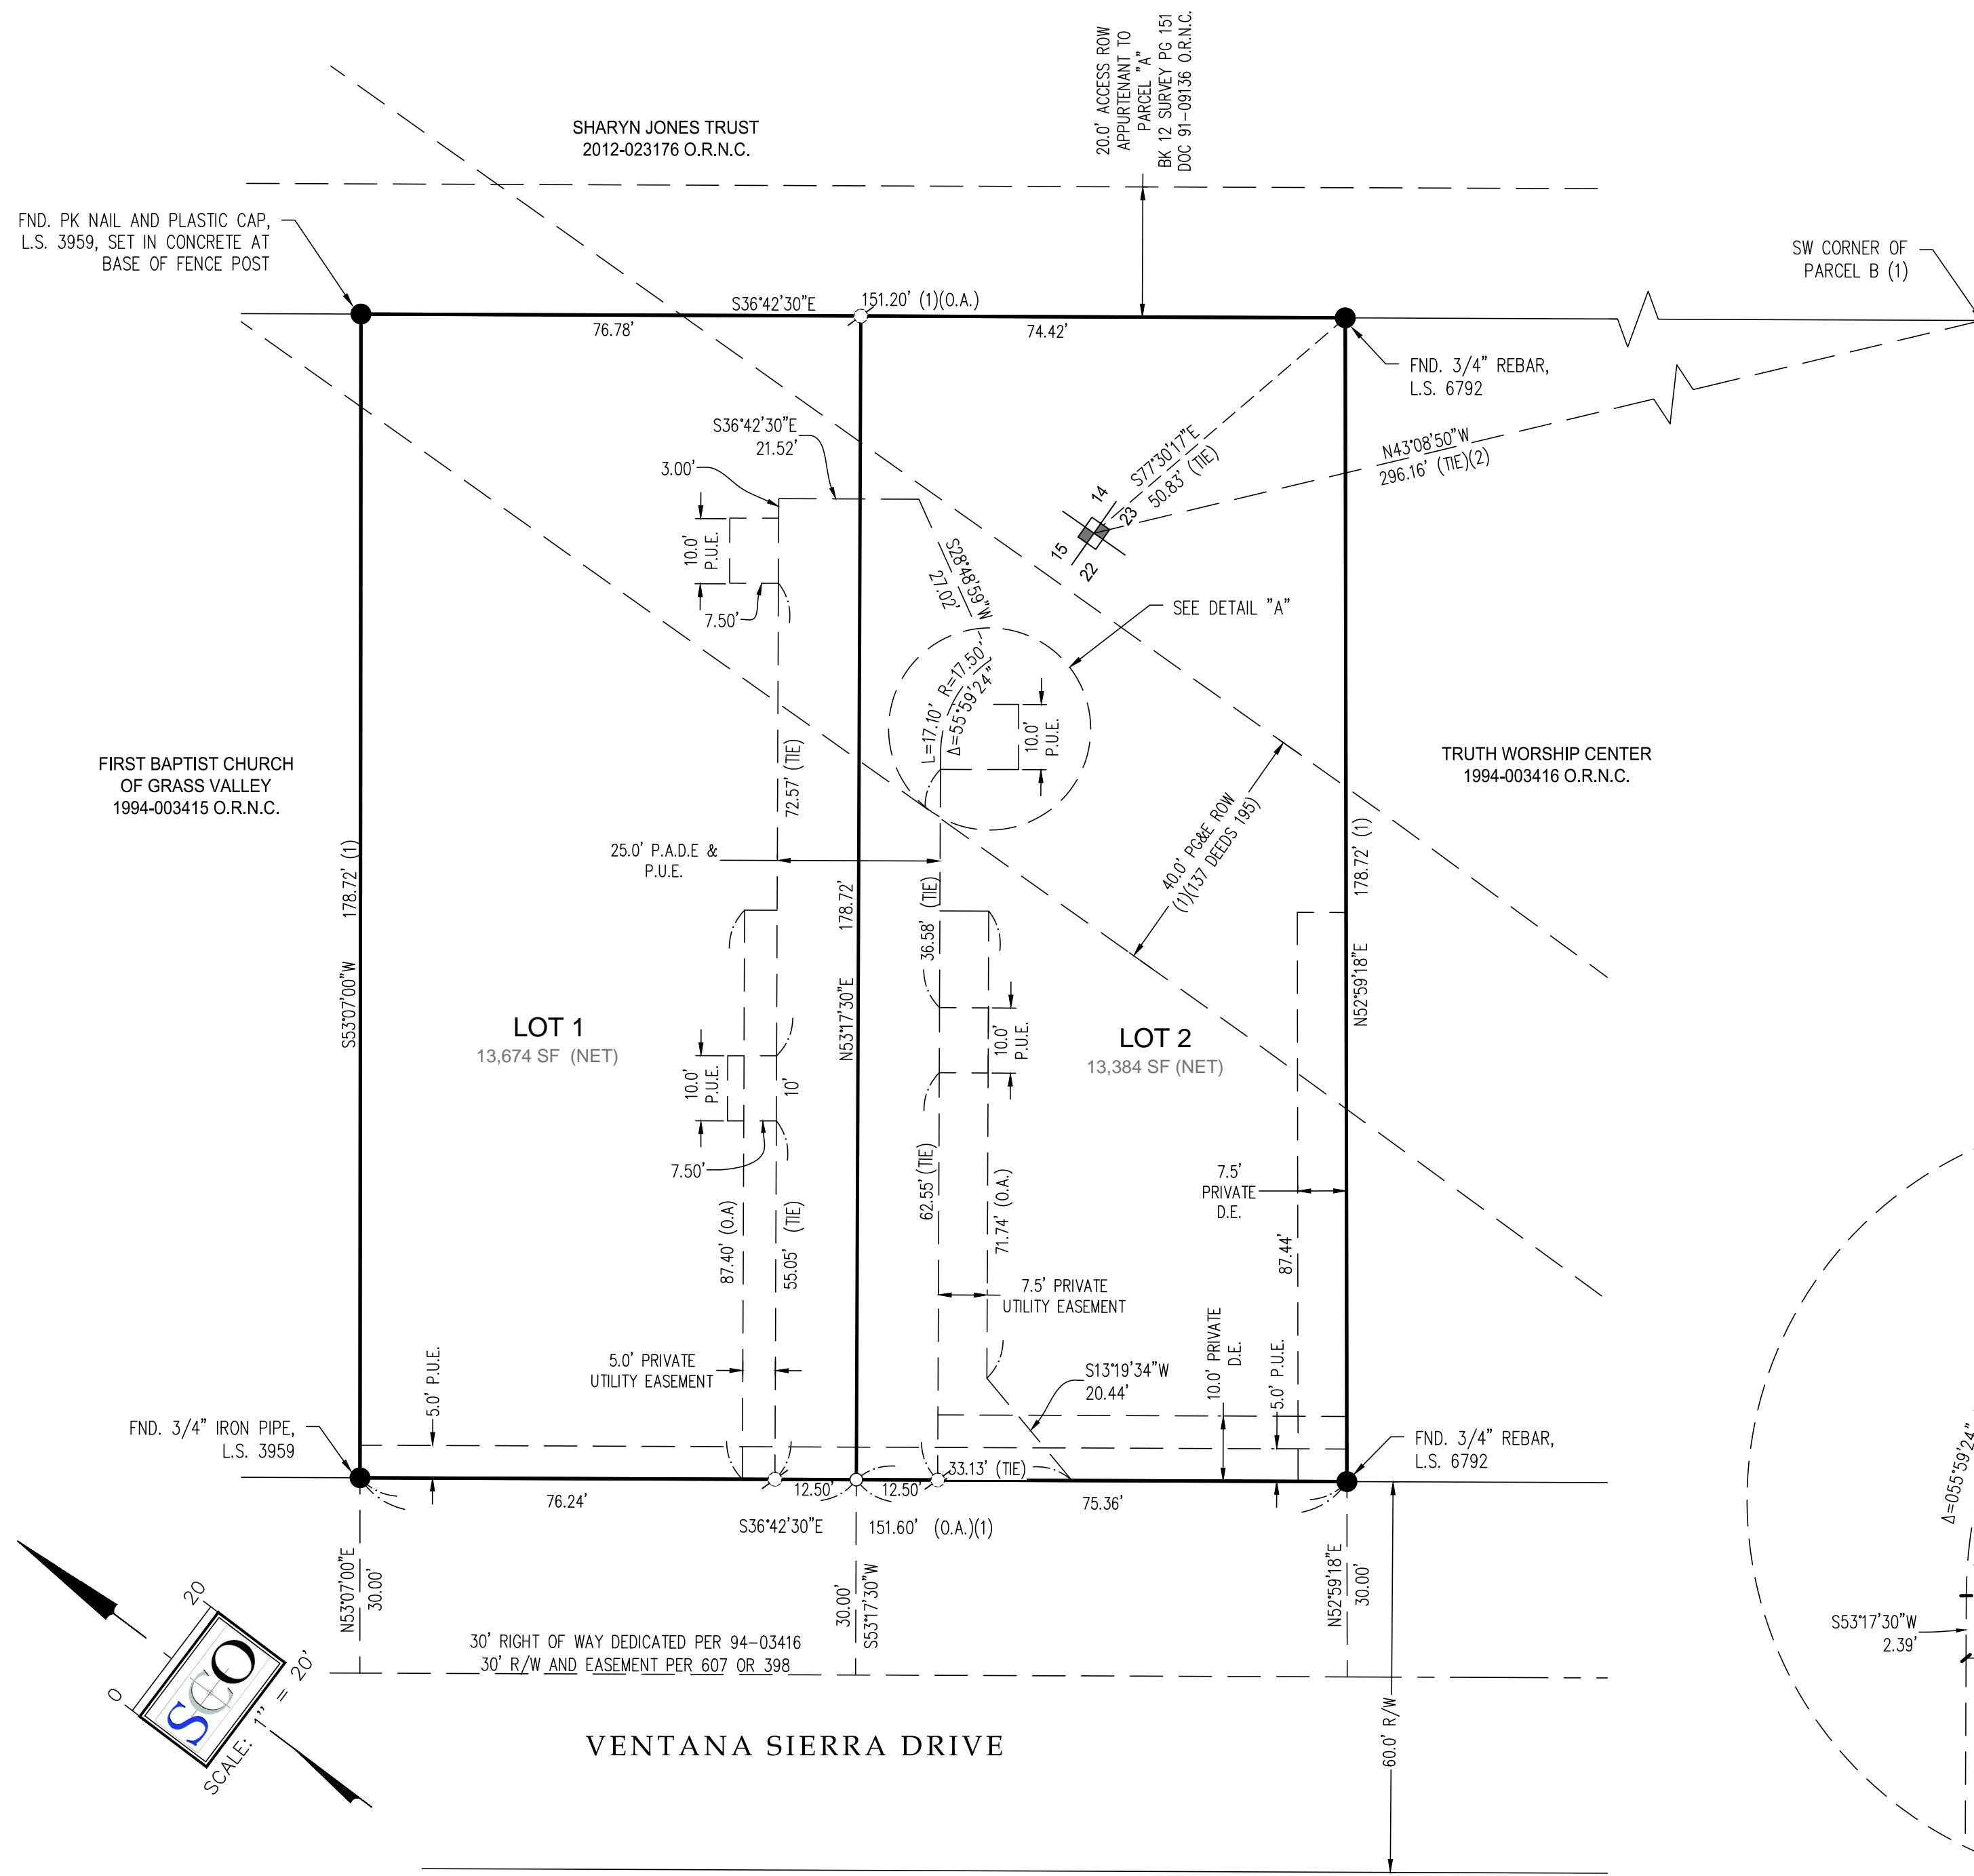 20.0' ACCESS ROW
APPURTENANT TO
PARCEL "A"
BK 12 SURVEY PG 151
DOC 91-09136 O.R.N.C.
SHARYN JONES TRUST
2012-023176 O.R.N.C.
FND. PK NAIL AND PLASTIC CAP,
L.S. 3959, SET IN CONCRETE AT
BASE OF FENCE POST
SW CORNER OF
PARCEL B (1)
S36°42'30"E
151.20' (1)(O.A.)
76.78'
74.42'
FND. 3/4" REBAR,
L.S. 6792
S36°42'30"E
21.52'
3.00'
S77°30'17"E
50.83' (TIE)
N43°08'50"W
296.16' (TIE)(2)
14
23
15
22
10.0'
P.U.E.
7.50'
S28°48'59"W
27.02'
SEE DETAIL "A"
L=17.10' R=17.50'
Δ=55°59'24"
10.0'
P.U.E.
72.57' (TIE)
FIRST BAPTIST CHURCH
OF GRASS VALLEY
1994-003415 O.R.N.C.
TRUTH WORSHIP CENTER
1994-003416 O.R.N.C.
40.0' PG&E ROW
(1)(137 DEEDS 195)
25.0' P.A.D.E &
P.U.E.
S53°07'00"W
178.72' (1)
N53°17'30"E
178.72'
36.58' (TIE)
N52°59'18"E
178.72' (1)
LOT 1
13,674 SF (NET)
LOT 2
13,384 SF (NET)
10.0'
P.U.E.
10.0'
P.U.E.
10'
7.50'
87.40' (O.A)
55.05' (TIE)
62.55' (TIE)
71.74' (O.A.)
7.5'
PRIVATE
D.E.
87.44'
7.5' PRIVATE
UTILITY EASEMENT
5.0' PRIVATE
UTILITY EASEMENT
5.0' P.U.E.
S13°19'34"W
20.44'
10.0' PRIVATE
D.E.
5.0' P.U.E.
FND. 3/4" IRON PIPE,
L.S. 3959
FND. 3/4" REBAR,
L.S. 6792
33.13' (TIE)
76.24'
12.50'
12.50'
75.36'
S36°42'30"E
151.60' (O.A.)(1)
N53°07'00"E
30.00'
30.00'
S53°17'30"W
N52°59'18"E
30.00'
30' RIGHT OF WAY DEDICATED PER 94-03416
30' R/W AND EASEMENT PER 607 OR 398
VENTANA SIERRA DRIVE
60.0' R/W
0
20
SCO
SCALE: 1" = 20'
Δ=055°59'24"
S53°17'30"W
2.39'